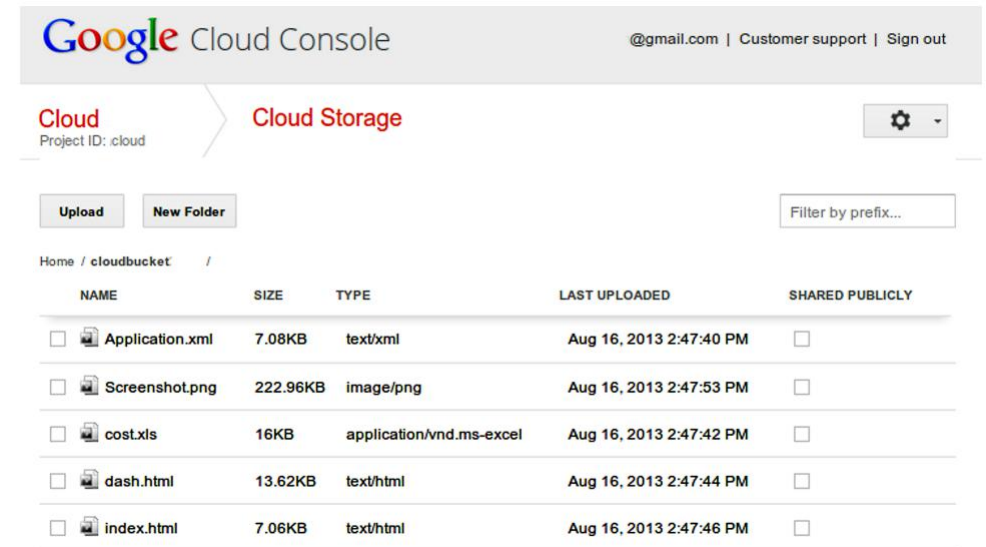 Google Cloud Console @gmail.com | Customer support | Sign out
Cloud Cloud Storage
Project ID: .cloud
Upload New Folder Filter by prefix...
Home / cloudbucket /
NAME SIZE TYPE LAST UPLOADED SHARED PUBLICLY
Application.xml 7.08KB text/xml Aug 16, 2013 2:47:40 PM
Screenshot.png 222.96KB image/png Aug 16, 2013 2:47:53 PM
cost.xls 16KB application/vnd.ms-excel Aug 16, 2013 2:47:42 PM
dash.html 13.62KB text/html Aug 16, 2013 2:47:44 PM
index.html 7.06KB text/html Aug 16, 2013 2:47:46 PM